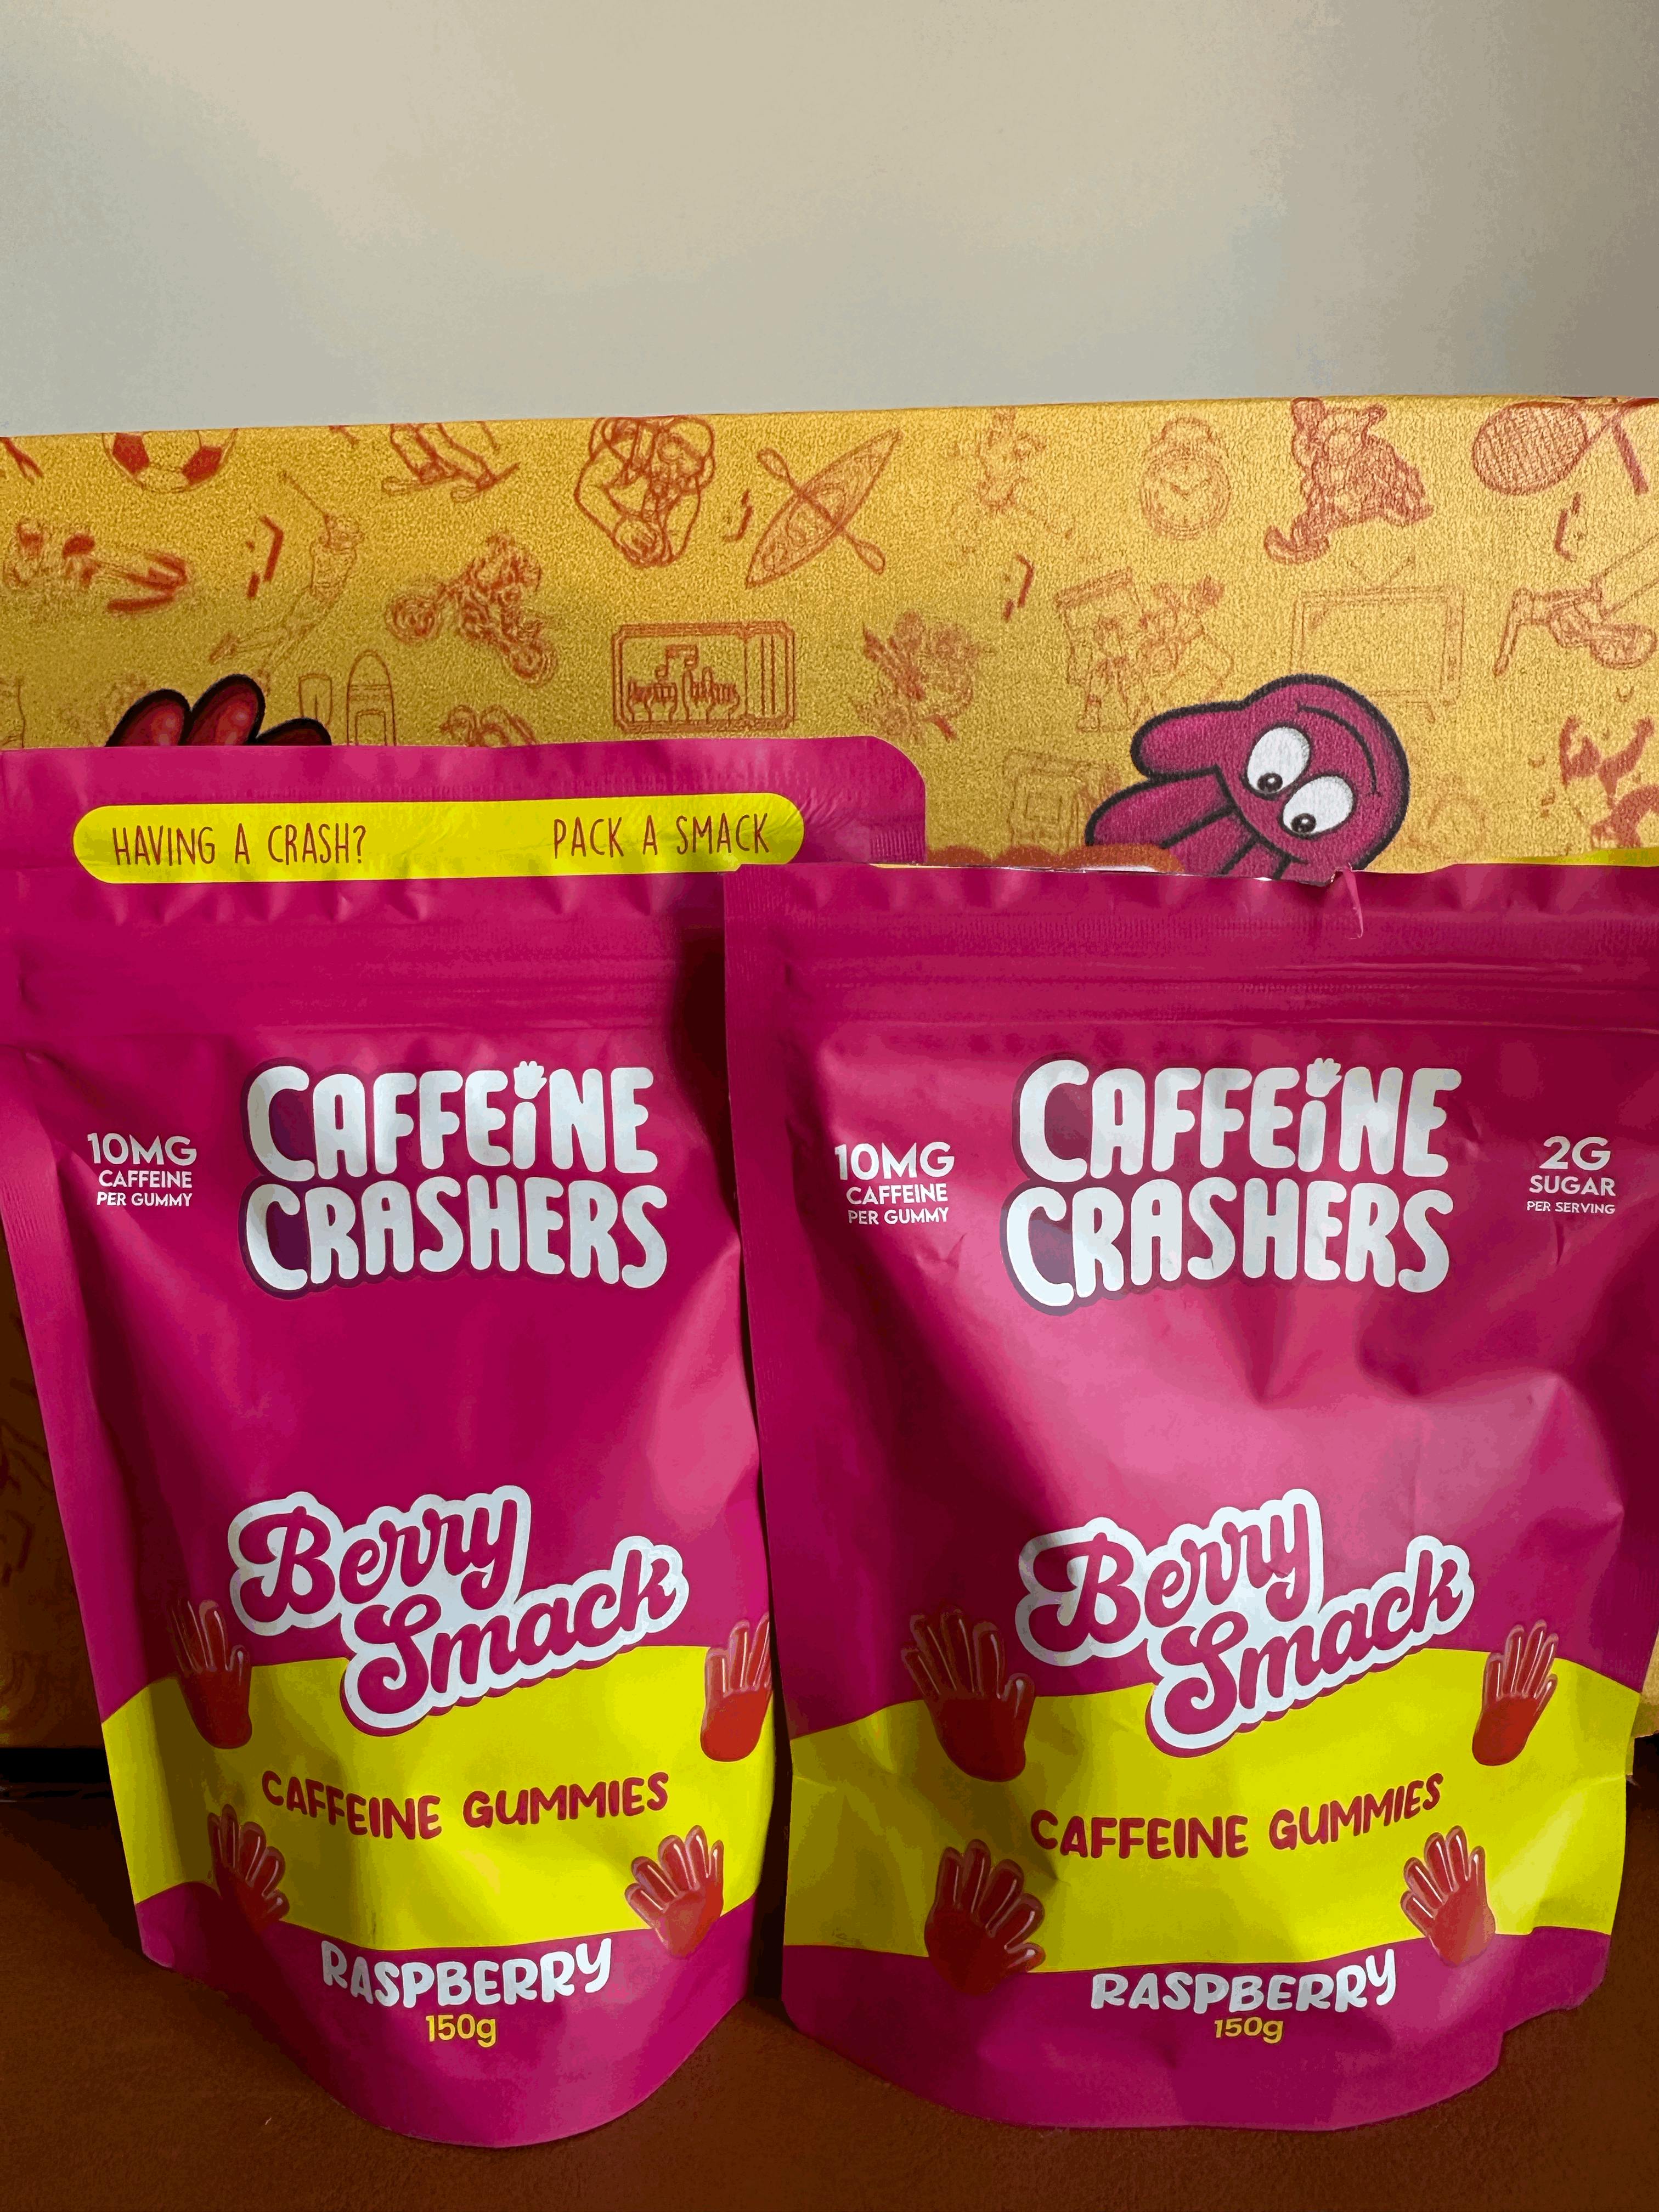 HAVING A CRASH? PACK A SMACK
CAFFEiNE
CRASHERS
10MG
CAFFEINE
PER GUMMY
Berry
Smack
CAFFEINE GUMMIES
RASPBERRY
150g
CAFFEiNE
CRASHERS
10MG
CAFFEINE
PER GUMMY
2G
SUGAR
PER SERVING
Berry
Smack
CAFFEINE GUMMIES
RASPBERRY
150g